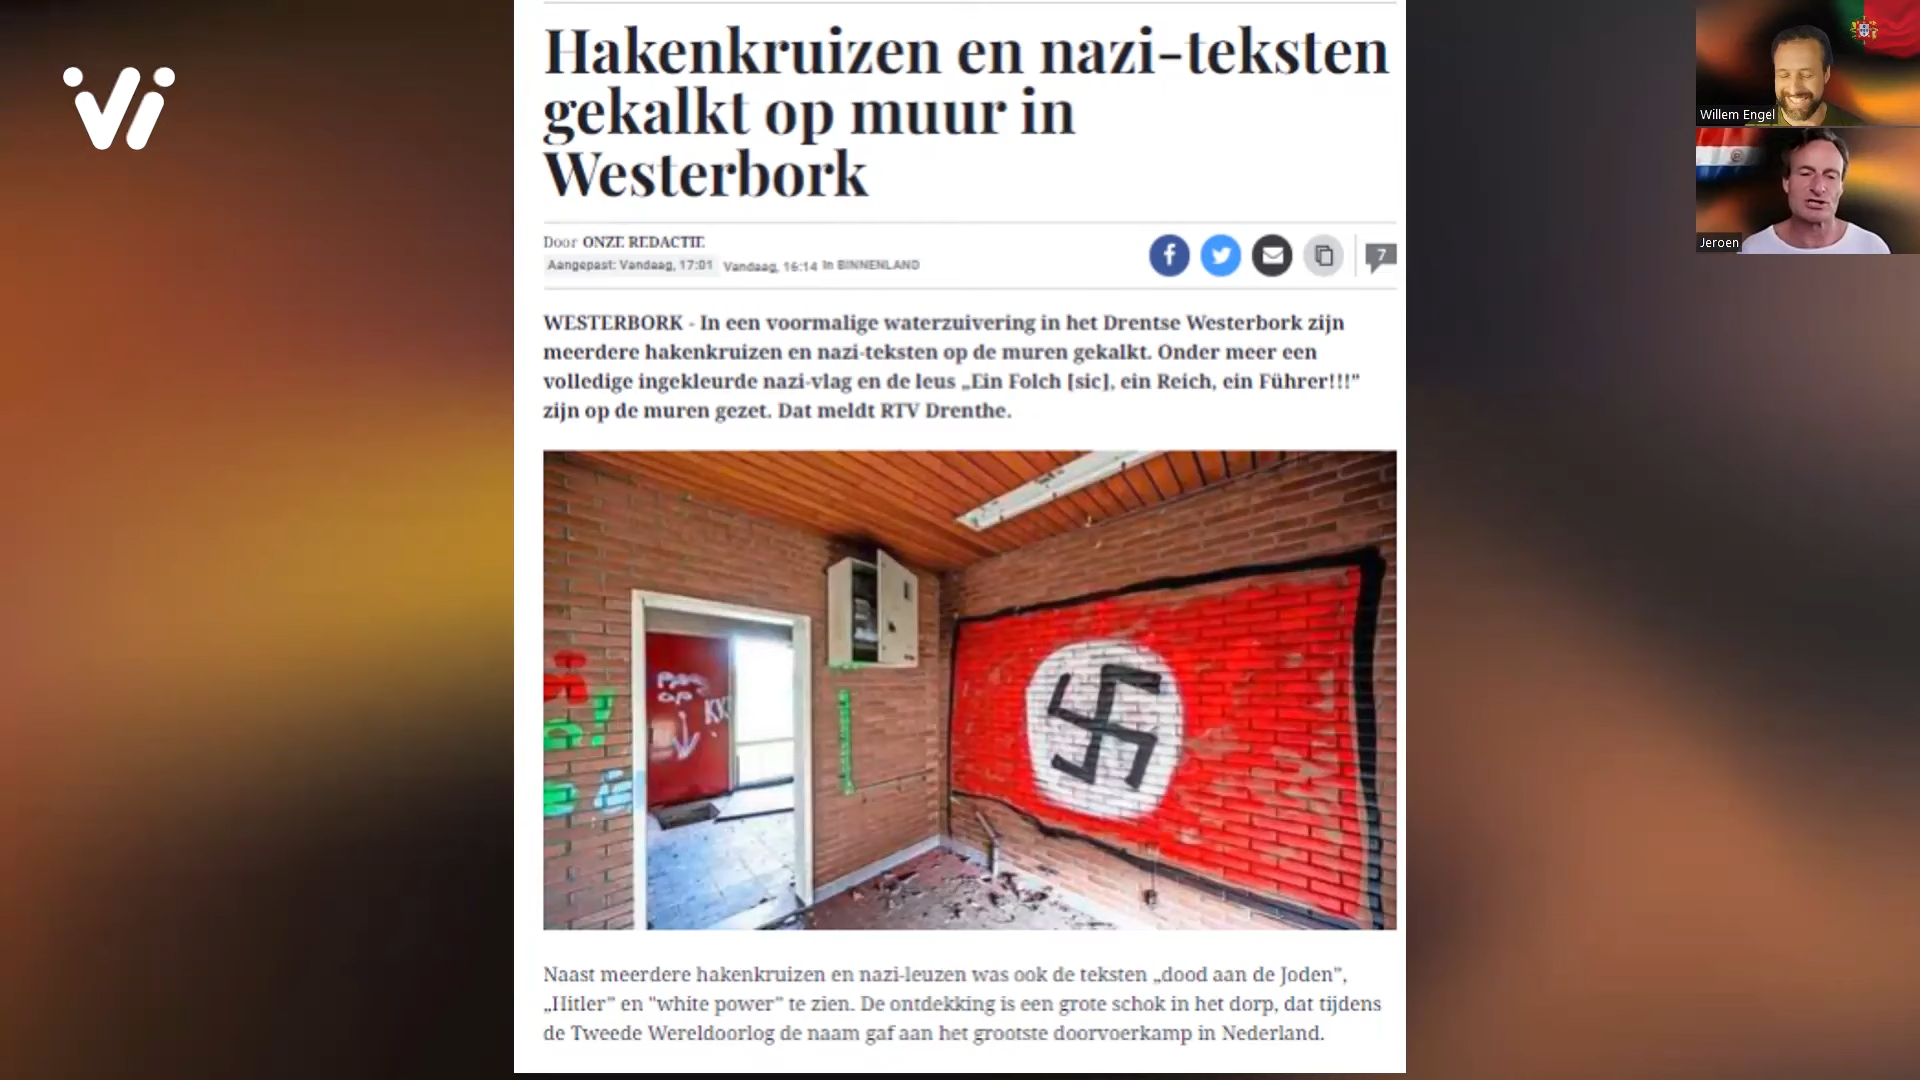 Vi
Hakenkruizen en nazi-teksten
gekalkt op muur in
Westerbork
Door ONZE REDACTIE
Aangepast: Vandaag, 17:01 Vandaag, 16:14 in BINNENLAND
7
WESTERBORK - In een voormalige waterzuivering in het Drentse Westerbork zijn
meerdere hakenkruizen en nazi-teksten op de muren gekalkt. Onder meer een
volledige ingekleurde nazi-vlag en de leus „Ein Folch [sic], ein Reich, ein Führer!!!”
zijn op de muren gezet. Dat meldt RTV Drenthe.
op
Naast meerdere hakenkruizen en nazi-leuzen was ook de teksten „dood aan de Joden”,
„Hitler” en "white power” te zien. De ontdekking is een grote schok in het dorp, dat tijdens
de Tweede Wereldoorlog de naam gaf aan het grootste doorvoerkamp in Nederland.
Willem Engel
Jeroen